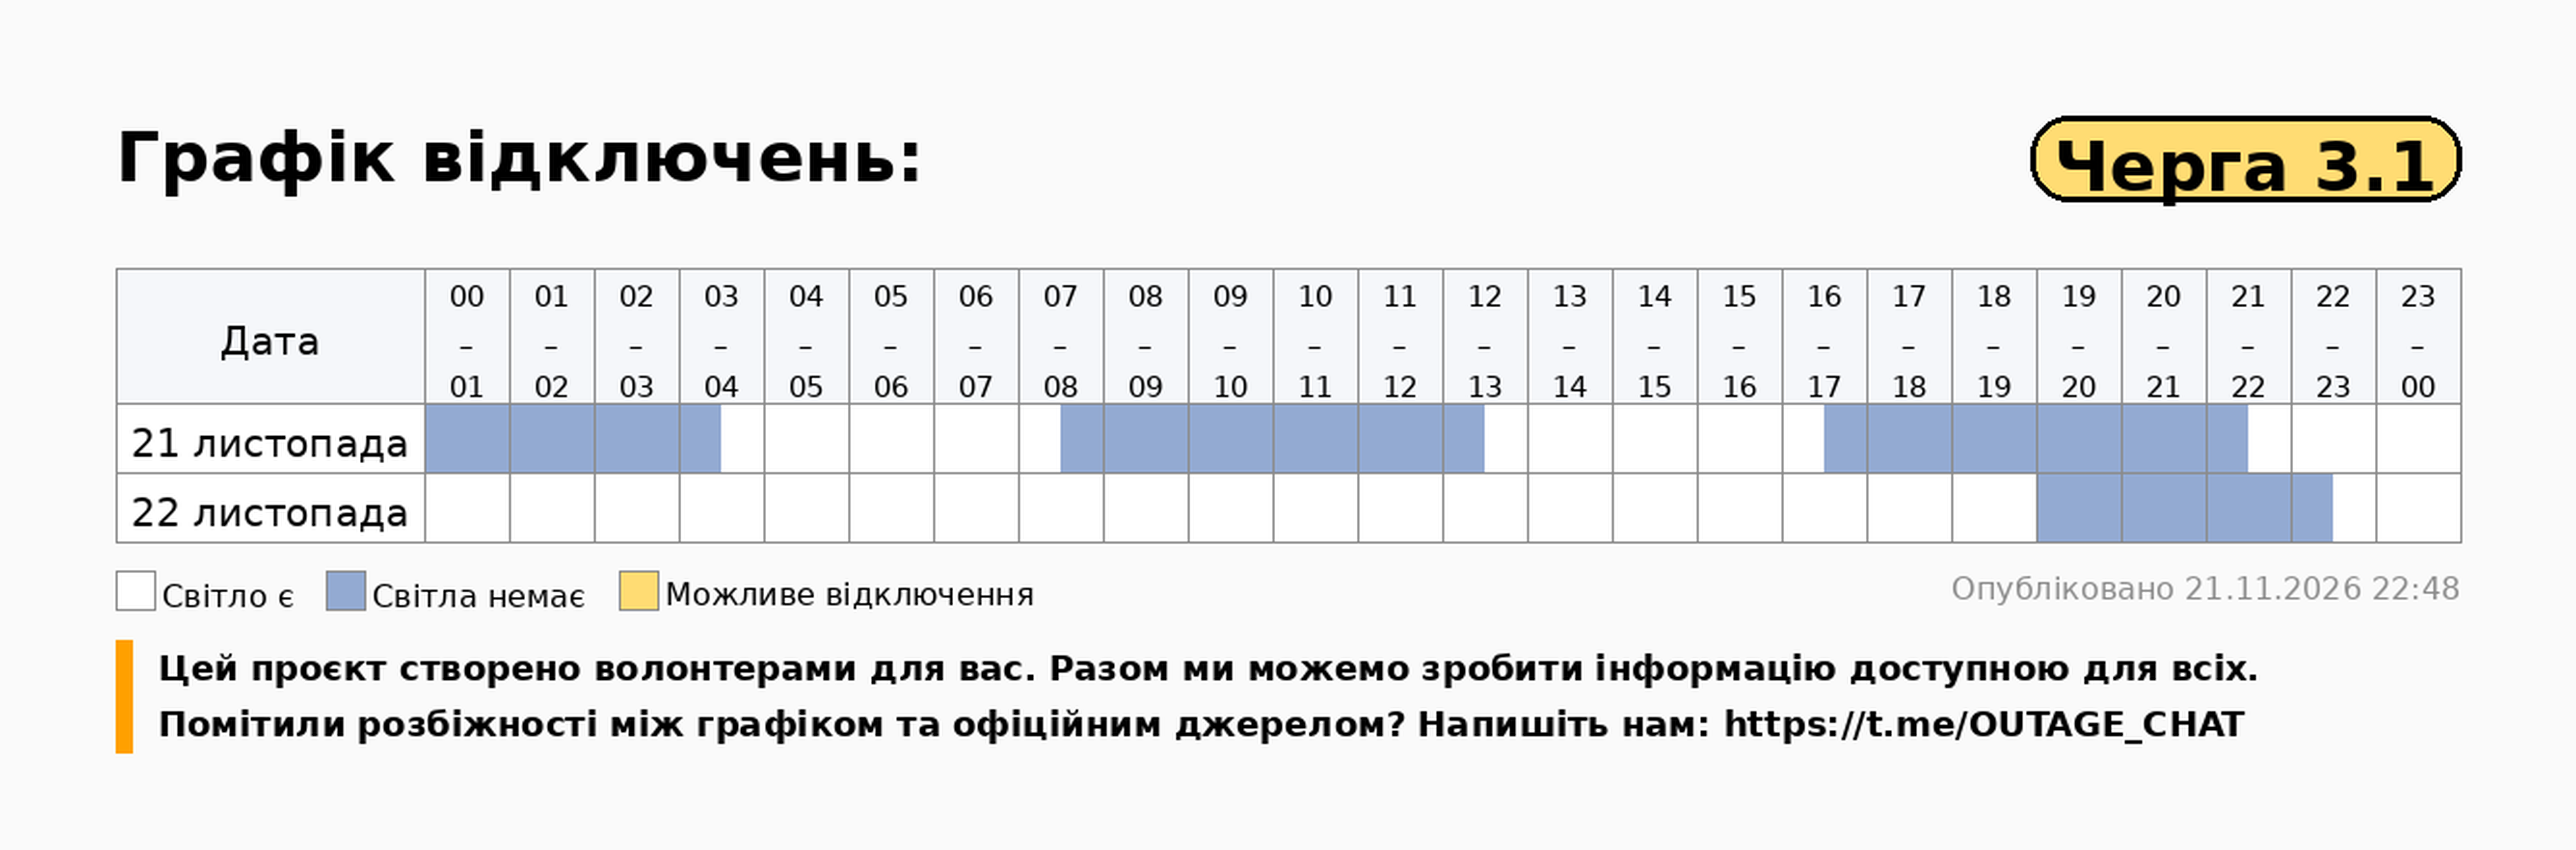 Графік відключень:
Черга 3.1
Дата
00 – 01
01 – 02
02 – 03
03 – 04
04 – 05
05 – 06
06 – 07
07 – 08
08 – 09
09 – 10
10 – 11
11 – 12
12 – 13
13 – 14
14 – 15
15 – 16
16 – 17
17 – 18
18 – 19
19 – 20
20 – 21
21 – 22
22 – 23
23 – 00
21 листопада
22 листопада
Світло є
Світла немає
Можливе відключення
Опубліковано 21.11.2026 22:48
Цей проєкт створено волонтерами для вас. Разом ми можемо зробити інформацію доступною для всіх.
Помітили розбіжності між графіком та офіційним джерелом? Напишіть нам: https://t.me/OUTAGE_CHAT